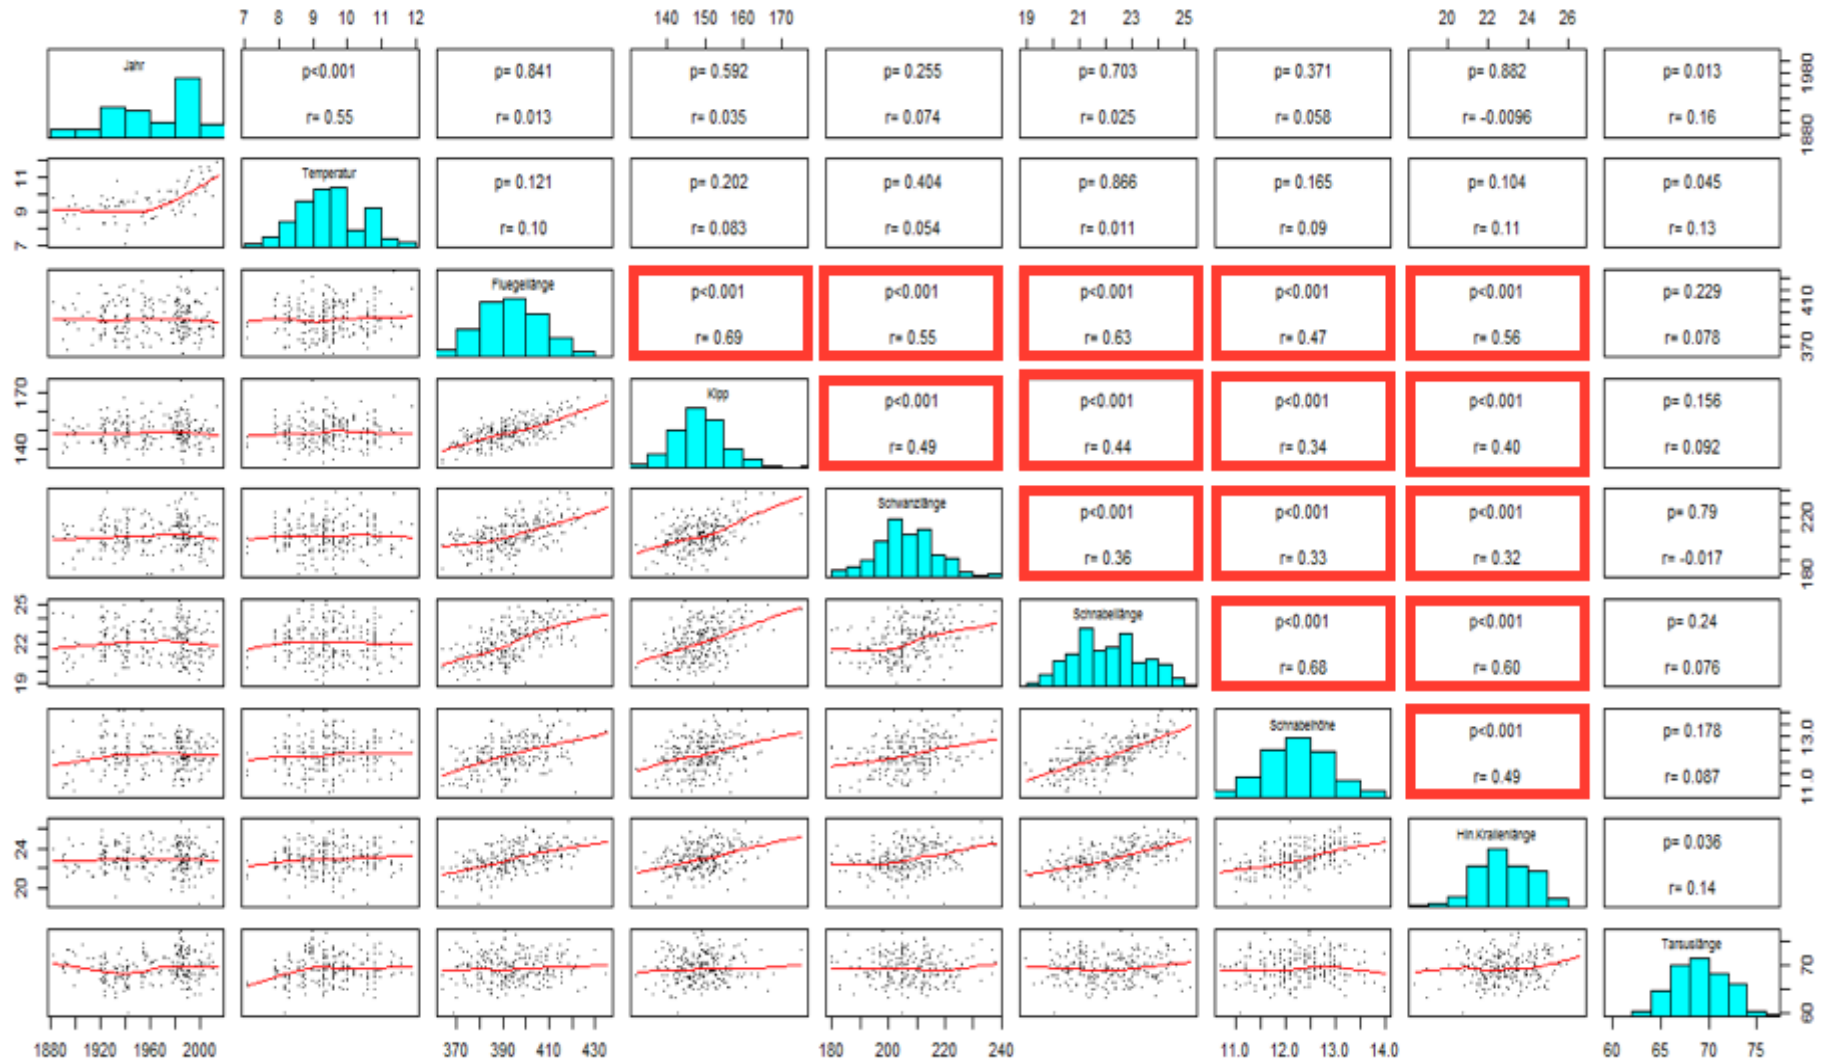 7 8 9 10 11 12 140 150 160 170 19 21 23 25 20 22 24 26
Jahr p<0.001 p= 0.841 p= 0.592 p= 0.255 p= 0.703 p= 0.371 p= 0.882 p= 0.013 1980
r= 0.55 r= 0.013 r= 0.035 r= 0.074 r= 0.025 r= 0.058 r= -0.0096 r= 0.16 1880
11 Temperatur p= 0.121 p= 0.202 p= 0.404 p= 0.866 p= 0.165 p= 0.104 p= 0.045
9
7 r= 0.10 r= 0.083 r= 0.054 r= 0.011 r= 0.09 r= 0.11 r= 0.13
Fluegellänge p<0.001 p<0.001 p<0.001 p<0.001 p<0.001 p= 0.229 410
r= 0.69 r= 0.55 r= 0.63 r= 0.47 r= 0.56 r= 0.078 370
170 Kipp p<0.001 p<0.001 p<0.001 p<0.001 p= 0.156
140 r= 0.49 r= 0.44 r= 0.34 r= 0.40 r= 0.092
Schwanzlänge p<0.001 p<0.001 p<0.001 p= 0.79 220
r= 0.36 r= 0.33 r= 0.32 r= -0.017 180
25 Schnabellänge p<0.001 p<0.001 p= 0.24
22
19 r= 0.68 r= 0.60 r= 0.076
Schnabelhöhe p<0.001 p= 0.178 13.0
r= 0.49 r= 0.087 11.0
24 Hin.Krallenlänge p= 0.036
20 r= 0.14
Tarsuslänge 70
60
1880 1920 1960 2000 370 390 410 430 180 200 220 240 11.0 12.0 13.0 14.0 60 65 70 75